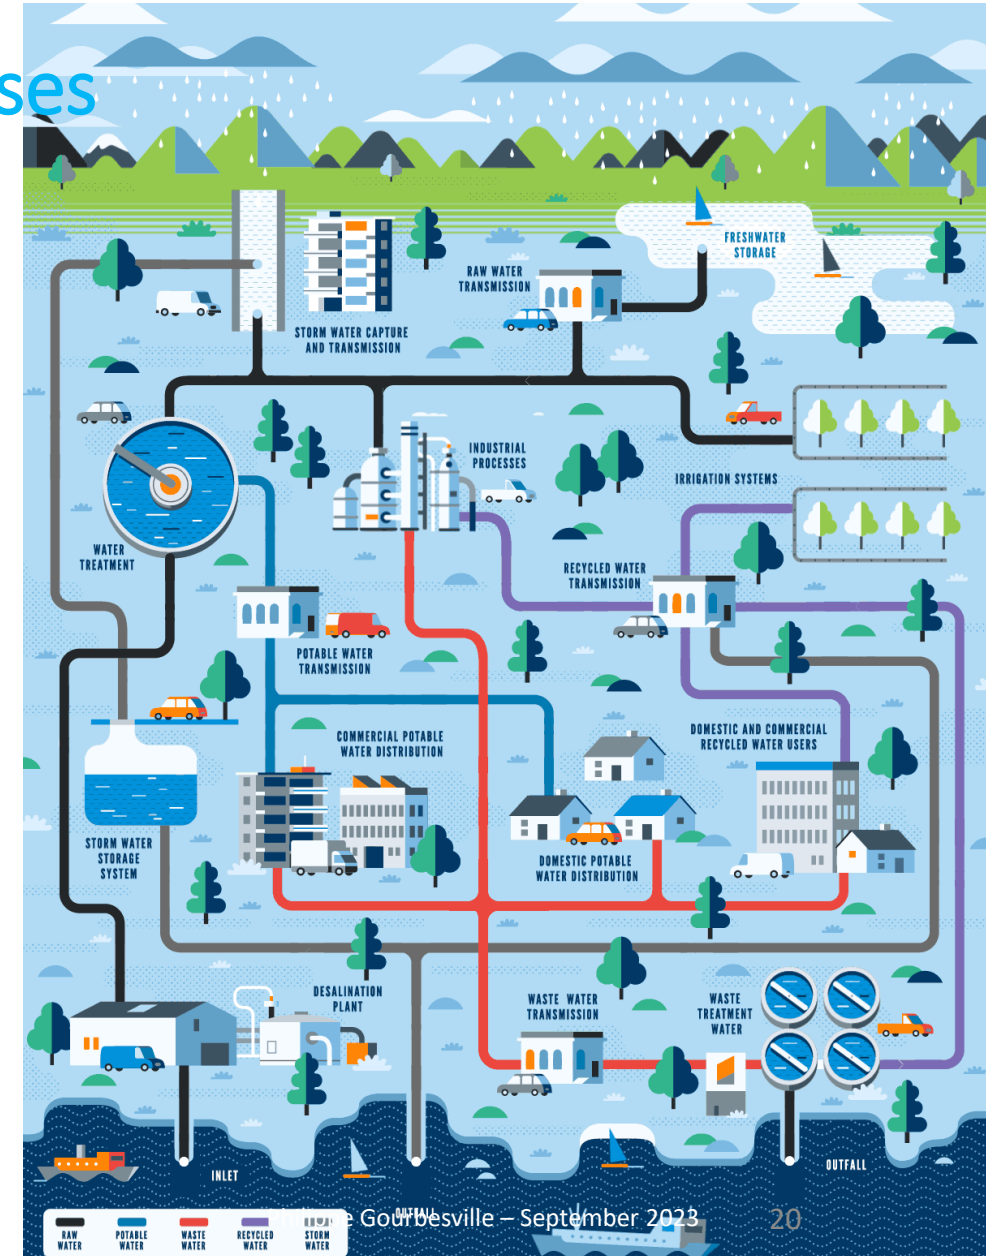 ses
FRESHWATER
STORAGE
RAW WATER
TRANSMISSION
STORM WATER CAPTURE
AND TRANSMISSION
INDUSTRIAL
PROCESSES
IRRIGATION SYSTEMS
WATER
TREATMENT
RECYCLED WATER
TRANSMISSION
POTABLE WATER
TRANSMISSION
COMMERCIAL POTABLE
WATER DISTRIBUTION
DOMESTIC AND COMMERCIAL
RECYCLED WATER USERS
STORM WATER
STORAGE
SYSTEM
DOMESTIC POTABLE
WATER DISTRIBUTION
DESALINATION
PLANT
WASTE WATER
TRANSMISSION
WASTE
TREATMENT
WATER
INLET
OUTFALL
OUTFALL
Gourbesville – September 2023
20
RAW
WATER
POTABLE
WATER
WASTE
WATER
RECYCLED
WATER
STORM
WATER